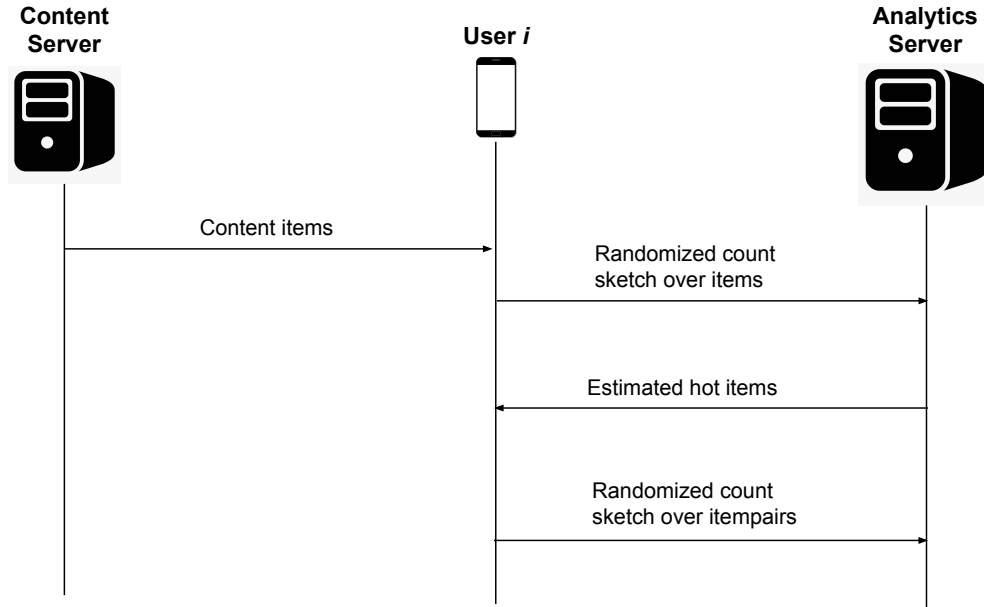 Content
Server
User i
Analytics
Server
Content items
Randomized count
sketch over items
Estimated hot items
Randomized count
sketch over itempairs